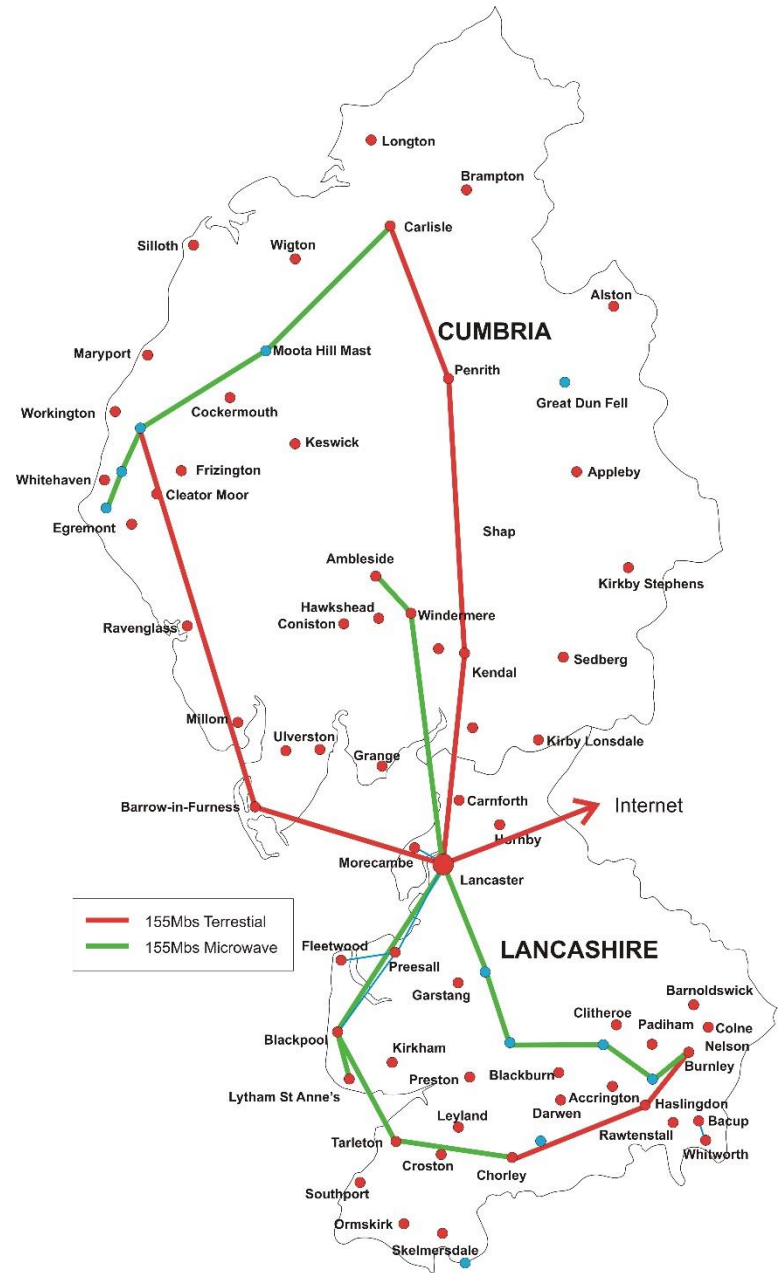 Longton
Brampton
Carlisle
Silloth
Wigton
Alston
CUMBRIA
Moota Hill Mast
Maryport
Penrith
Great Dun Fell
Workington
Cockermouth
Keswick
Frizington
Appleby
Whitehaven
Cleator Moor
Egremont
Shap
Ambleside
Kirkby Stephens
Hawkshead
Windermere
Coniston
Ravenglass
Sedberg
Kendal
Millom
Ulverston
Kirby Lonsdale
Grange
Carnforth
Internet
Barrow-in-Furness
Hornby
Morecambe
Lancaster
155Mbs Terrestial
155Mbs Microwave
Fleetwood
LANCASHIRE
Preesall
Garstang
Barnoldswick
Clitheroe
Padiham
Colne
Blackpool
Nelson
Kirkham
Burnley
Preston
Blackburn
Lytham St Anne's
Accrington
Haslingdon
Darwen
Leyland
Bacup
Rawtenstall
Tarleton
Whitworth
Croston
Chorley
Southport
Ormskirk
Skelmersdale